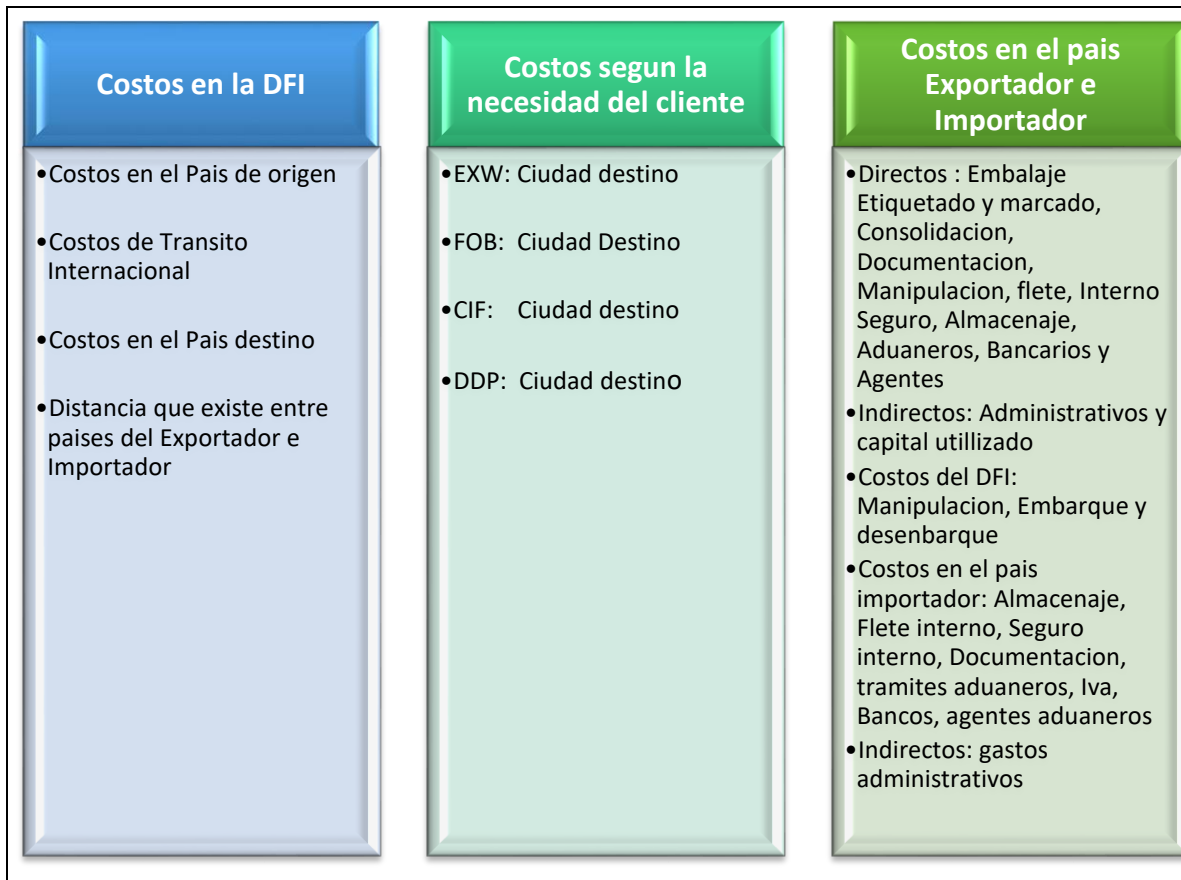 Costos en la DFI
•Costos en el Pais de origen
•Costos de Transito
Internacional
•Costos en el Pais destino
•Distancia que existe entre
paises del Exportador e
Importador
Costos segun la
necesidad del cliente
•EXW: Ciudad destino
•FOB: Ciudad Destino
•CIF: Ciudad destino
•DDP: Ciudad destino
Costos en el pais
Exportador e
Importador
•Directos : Embalaje
Etiquetado y marcado,
Consolidacion,
Documentacion,
Manipulacion, flete, Interno
Seguro, Almacenaje,
Aduaneros, Bancarios y
Agentes
•Indirectos: Administrativos y
capital utillizado
•Costos del DFI:
Manipulacion, Embarque y
desenbarque
•Costos en el pais
importador: Almacenaje,
Flete interno, Seguro
interno, Documentacion,
tramites aduaneros, Iva,
Bancos, agentes aduaneros
•Indirectos: gastos
administrativos